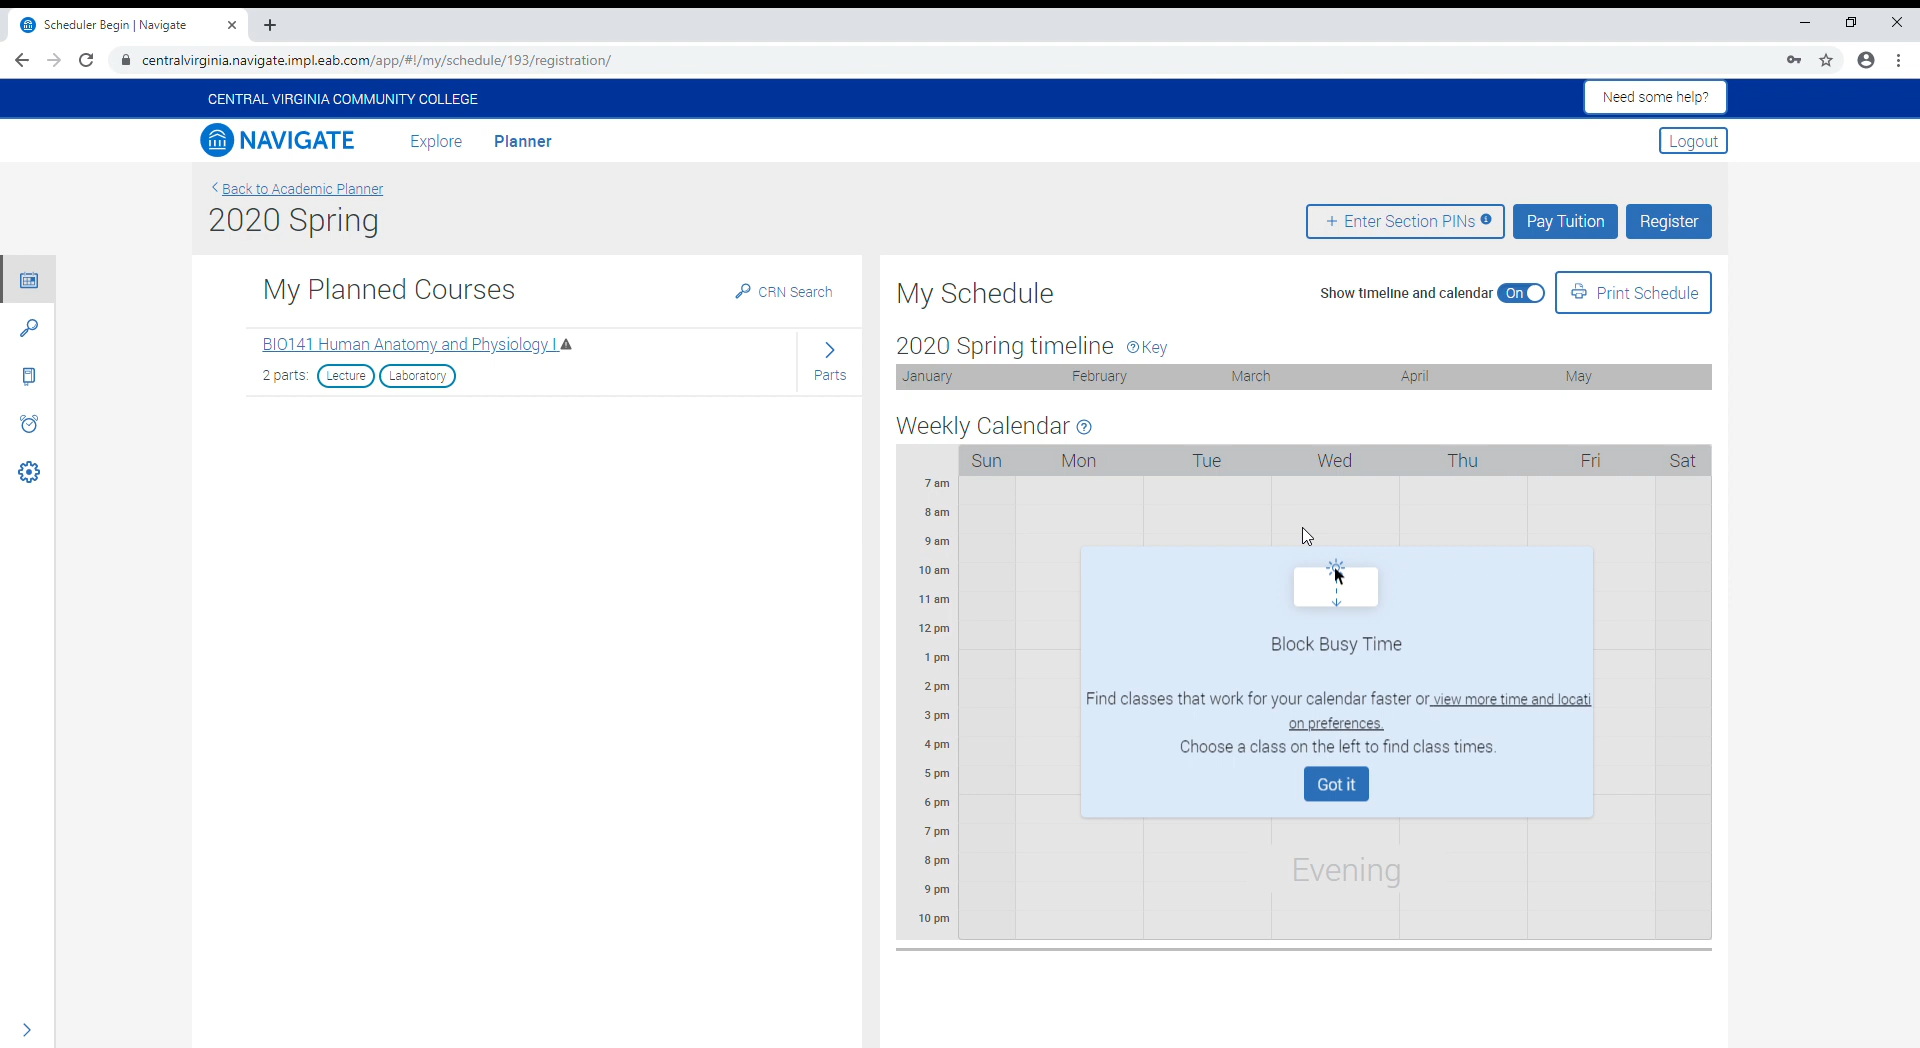 Scheduler Begin | Navigate
centralvirginia.navigate.impl.eab.com/app/#!/my/schedule/193/registration/
CENTRAL VIRGINIA COMMUNITY COLLEGE
Need some help?
NAVIGATE
Explore
Planner
Logout
Back to Academic Planner
2020 Spring
+ Enter Section PINs
Pay Tuition
Register
My Planned Courses
CRN Search
BIO141 Human Anatomy and Physiology I
2 parts: Lecture Laboratory
Parts
My Schedule
Show timeline and calendar On
Print Schedule
2020 Spring timeline
Key
January February March April May
Weekly Calendar
Sun Mon Tue Wed Thu Fri Sat
7 am
8 am
9 am
10 am
11 am
12 pm
1 pm
2 pm
3 pm
4 pm
5 pm
6 pm
7 pm
8 pm
9 pm
10 pm
Block Busy Time
Find classes that work for your calendar faster or view more time and locati
on preferences.
Choose a class on the left to find class times.
Got it
Evening